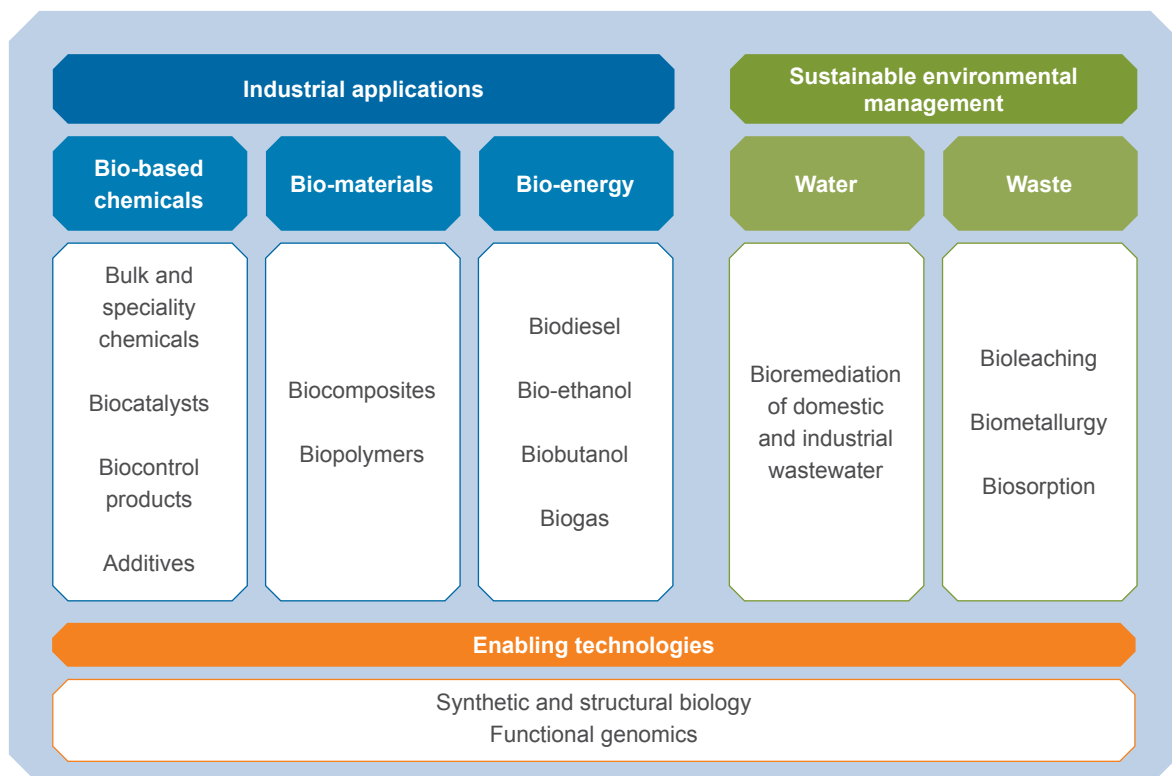 Industrial applications
Sustainable environmental
management
Bio-based
chemicals
Bio-materials
Bio-energy
Water
Waste
Bulk and
speciality
chemicals
Biocatalysts
Biocontrol
products
Additives
Biocomposites
Biopolymers
Biodiesel
Bio-ethanol
Biobutanol
Biogas
Bioremediation
of domestic
and industrial
wastewater
Bioleaching
Biometallurgy
Biosorption
Enabling technologies
Synthetic and structural biology
Functional genomics